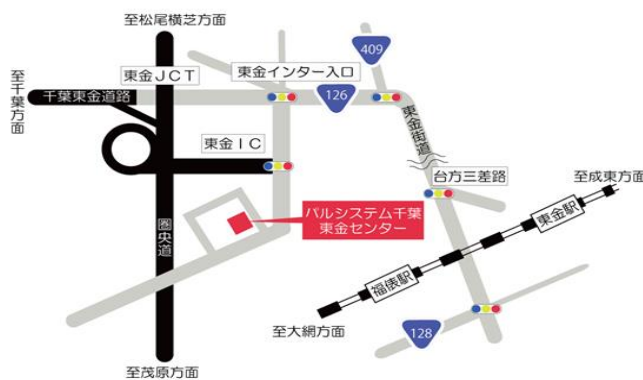 至松尾横芝方面
409
至千葉方面
東金JCT
東金インター入口
千葉東金道路
126
東金街道
東金IC
台方三差路
至成東方面
パルシステム千葉
東金センター
東金駅
圏央道
福俵駅
至大網方面
128
至茂原方面